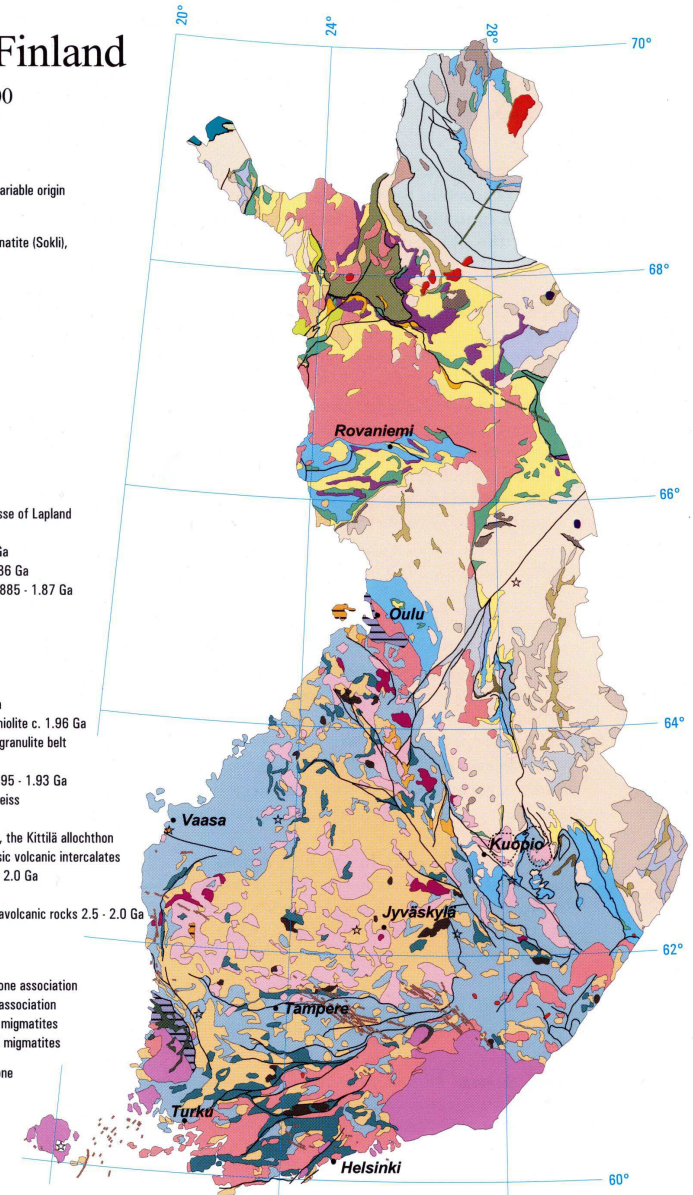 20°
24°
28°
70°
Finland
ariable origin
natite (Sokli),
68°
Rovaniemi
66°
sse of Lapland
Ga
36 Ga
885 - 1.87 Ga
Oulu
niolite c. 1.96 Ga
granulite belt
64°
95 - 1.93 Ga
eiss
Vaasa
, the Kittilä allochthon
sic volcanic intercalates
2.0 Ga
Kuopio
avolcanic rocks 2.5 - 2.0 Ga
Jyväskylä
62°
one association
association
migmatites
, migmatites
Tampere
one
Turku
Helsinki
60°